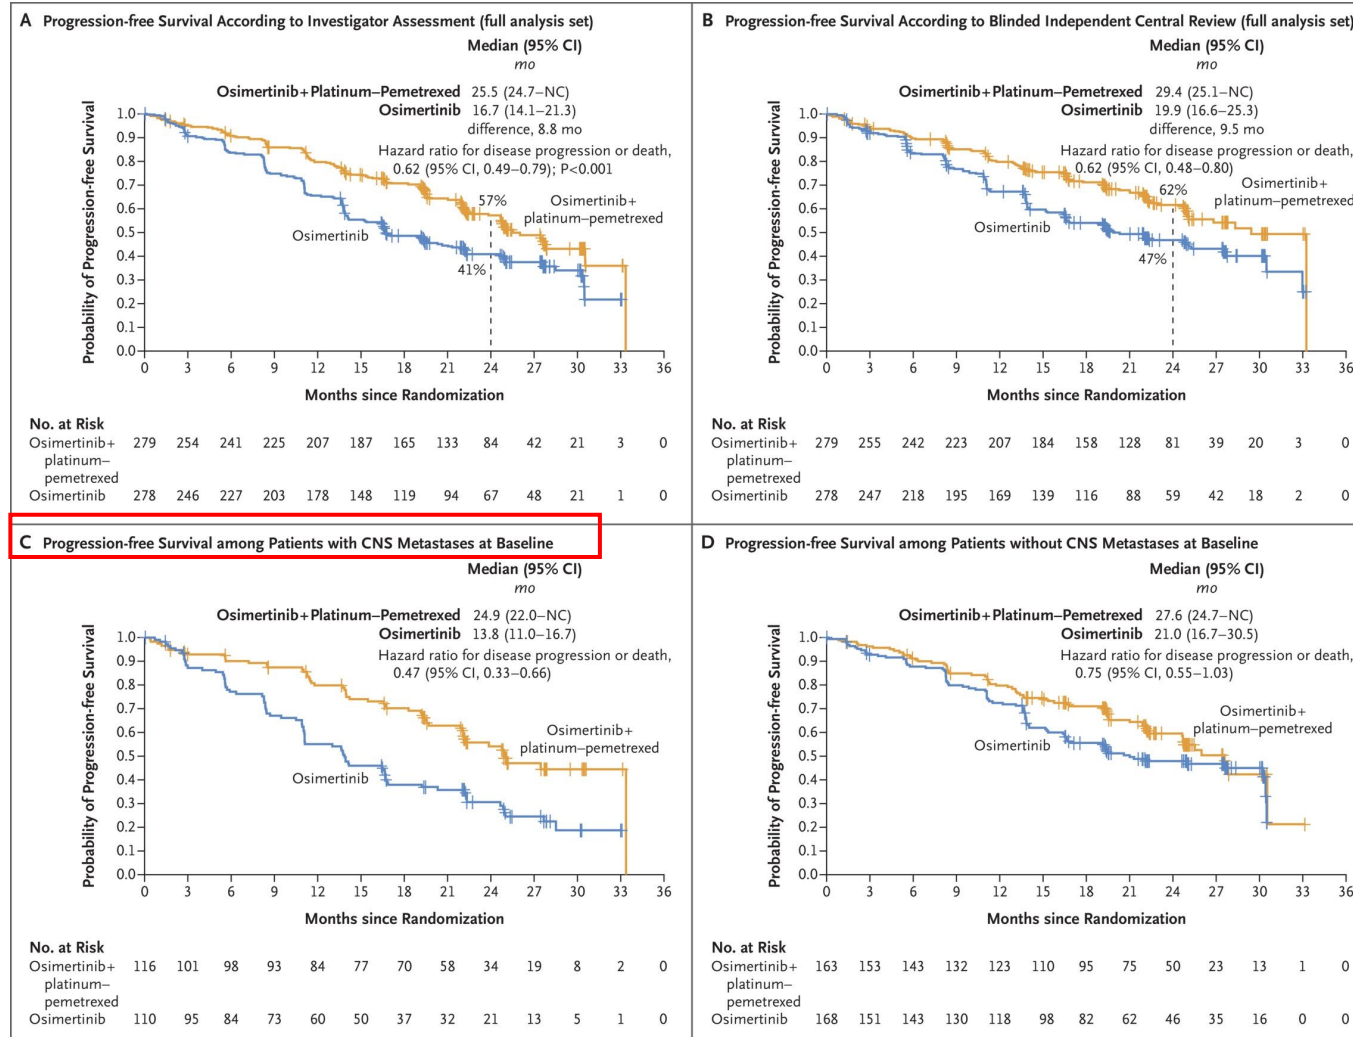 A Progression-free Survival According to Investigator Assessment (full analysis set)
Median (95% CI)
mo
Osimertinib+Platinum–Pemetrexed 25.5 (24.7–NC)
Osimertinib 16.7 (14.1–21.3)
difference, 8.8 mo
Hazard ratio for disease progression or death,
0.62 (95% CI, 0.49–0.79); P<0.001
Probability of Progression-free Survival
1.0
0.9
0.8
0.7
0.6
0.5
0.4
0.3
0.2
0.1
0.0
57%
41%
Osimertinib+
platinum–pemetrexed
Osimertinib
0 3 6 9 12 15 18 21 24 27 30 33 36
Months since Randomization
No. at Risk
Osimertinib+
platinum–
pemetrexed
279 254 241 225 207 187 165 133 84 42 21 3 0
Osimertinib 278 246 227 203 178 148 119 94 67 48 21 1 0
B Progression-free Survival According to Blinded Independent Central Review (full analysis set)
Median (95% CI)
mo
Osimertinib+Platinum–Pemetrexed 29.4 (25.1–NC)
Osimertinib 19.9 (16.6–25.3)
difference, 9.5 mo
Hazard ratio for disease progression or death,
0.62 (95% CI, 0.48–0.80)
Probability of Progression-free Survival
1.0
0.9
0.8
0.7
0.6
0.5
0.4
0.3
0.2
0.1
0.0
62%
47%
Osimertinib+
platinum–pemetrexed
Osimertinib
0 3 6 9 12 15 18 21 24 27 30 33 36
Months since Randomization
No. at Risk
Osimertinib+
platinum–
pemetrexed
279 255 242 223 207 184 158 128 81 39 20 3 0
Osimertinib 278 247 218 195 169 139 116 88 59 42 18 2 0
C Progression-free Survival among Patients with CNS Metastases at Baseline
Median (95% CI)
mo
Osimertinib+Platinum–Pemetrexed 24.9 (22.0–NC)
Osimertinib 13.8 (11.0–16.7)
Hazard ratio for disease progression or death,
0.47 (95% CI, 0.33–0.66)
Probability of Progression-free Survival
1.0
0.9
0.8
0.7
0.6
0.5
0.4
0.3
0.2
0.1
0.0
Osimertinib+
platinum–pemetrexed
Osimertinib
0 3 6 9 12 15 18 21 24 27 30 33 36
Months since Randomization
No. at Risk
Osimertinib+
platinum–
pemetrexed
116 101 98 93 84 77 70 58 34 19 8 2 0
Osimertinib 110 95 84 73 60 50 37 32 21 13 5 1 0
D Progression-free Survival among Patients without CNS Metastases at Baseline
Median (95% CI)
mo
Osimertinib+Platinum–Pemetrexed 27.6 (24.7–NC)
Osimertinib 21.0 (16.7–30.5)
Hazard ratio for disease progression or death,
0.75 (95% CI, 0.55–1.03)
Probability of Progression-free Survival
1.0
0.9
0.8
0.7
0.6
0.5
0.4
0.3
0.2
0.1
0.0
Osimertinib+
platinum–pemetrexed
Osimertinib
0 3 6 9 12 15 18 21 24 27 30 33 36
Months since Randomization
No. at Risk
Osimertinib+
platinum–
pemetrexed
163 153 143 132 123 110 95 75 50 23 13 1 0
Osimertinib 168 151 143 130 118 98 82 62 46 35 16 0 0